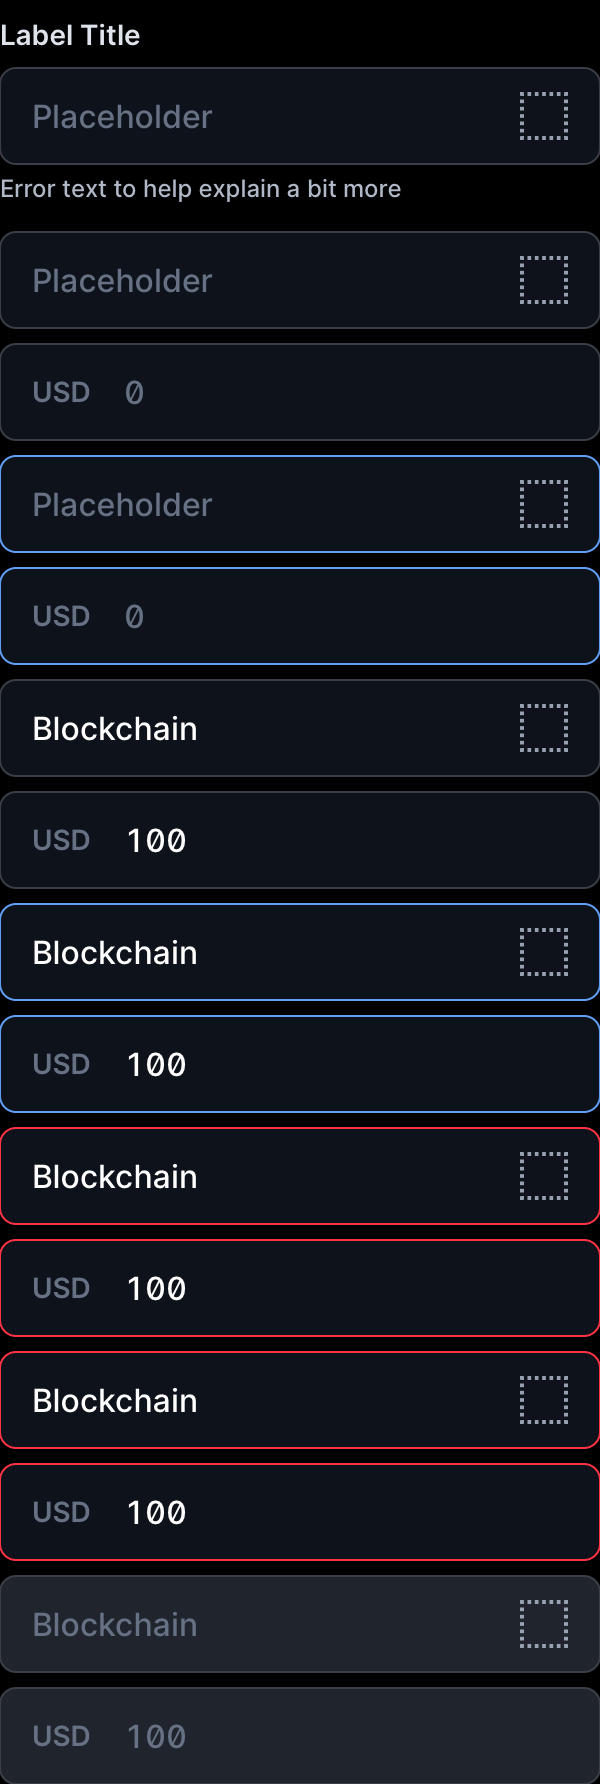 Label Title
Placeholder
Error text to help explain a bit more
Placeholder
USD 0
Placeholder
USD 0
Blockchain
USD 100
Blockchain
USD 100
Blockchain
USD 100
Blockchain
USD 100
Blockchain
USD 100